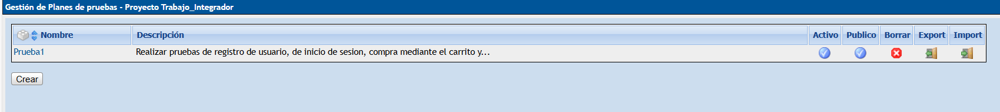 Gestión de Planes de pruebas - Proyecto Trabajo_Integrador
Nombre Descripción Activo Publico Borrar Export Import
Prueba1 Realizar pruebas de registro de usuario, de inicio de sesion, compra mediante el carrito y...
Crear